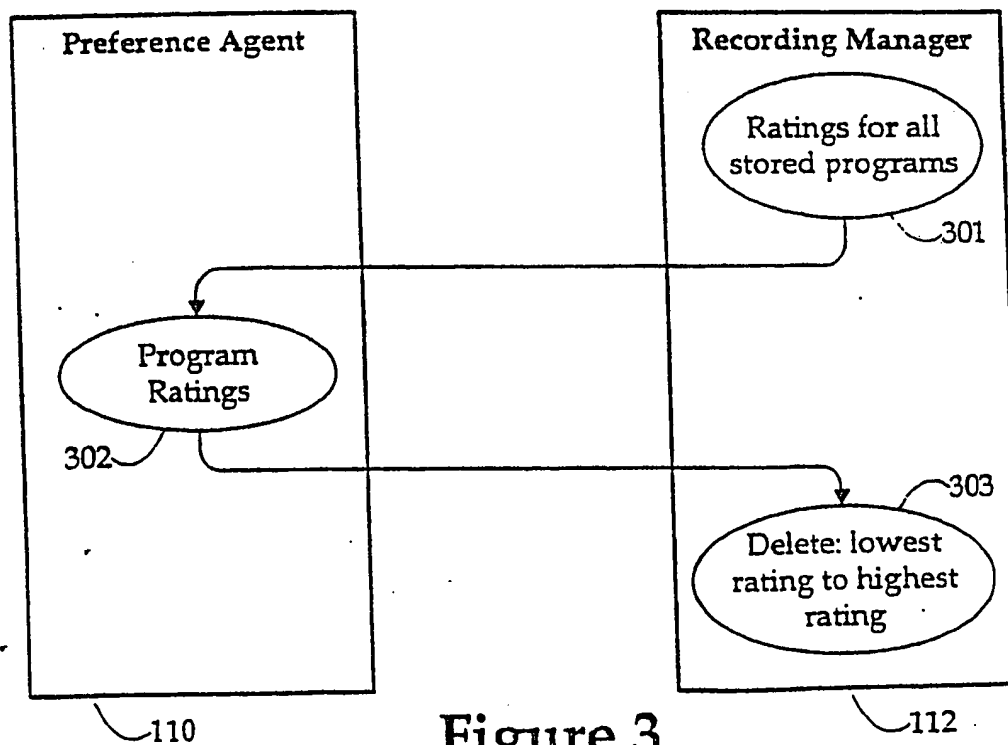 Preference Agent
Recording Manager
Ratings for all
stored programs
301
Program
Ratings
302
303
Delete: lowest
rating to highest
rating
110
112
Figure 3